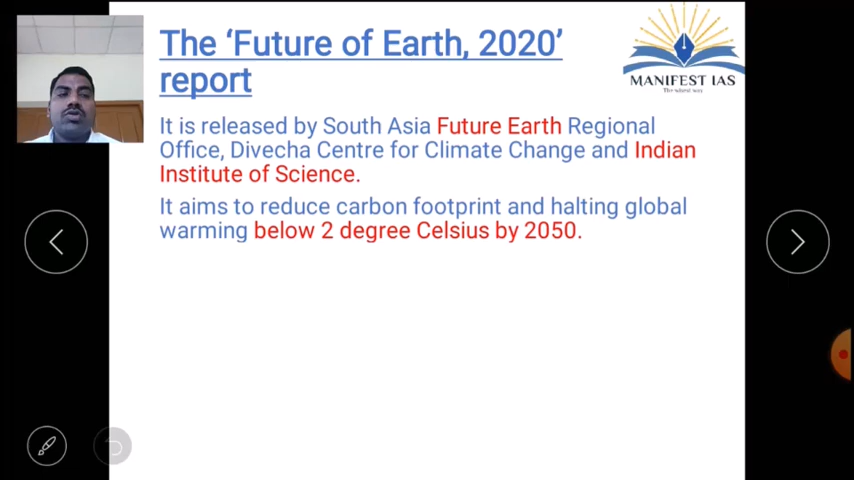 The ‘Future of Earth, 2020’
report
MANIFEST IAS
It is released by South Asia Future Earth Regional
Office, Divecha Centre for Climate Change and Indian
Institute of Science.
It aims to reduce carbon footprint and halting global
warming below 2 degree Celsius by 2050.